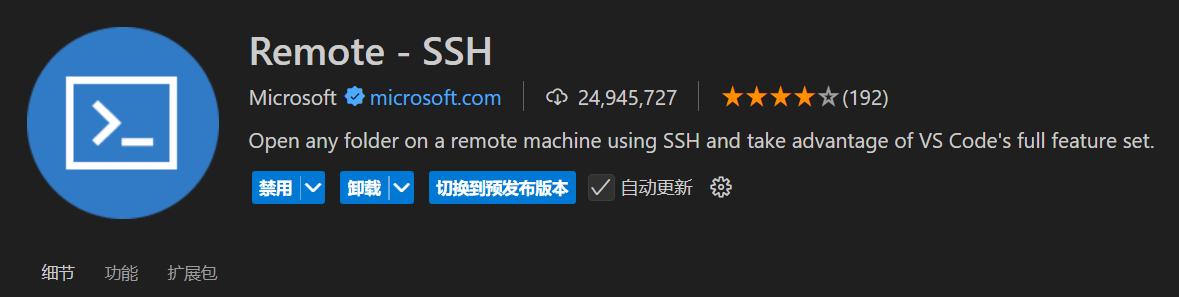 Remote - SSH
Microsoft microsoft.com 24,945,727 (192)
Open any folder on a remote machine using SSH and take advantage of VS Code's full feature set.
禁用 卸载 切换到预发布版本 自动更新
细节 功能 扩展包